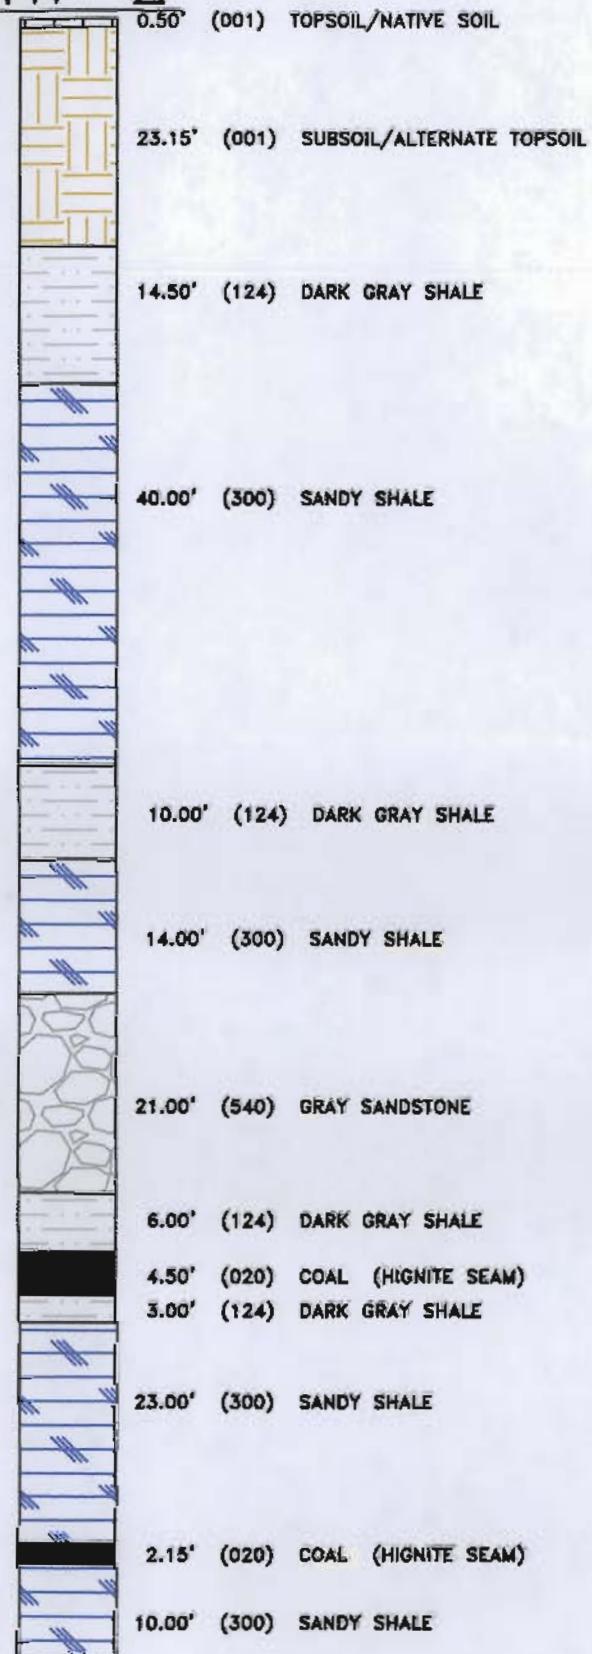 0.50' (001) TOPSOIL/NATIVE SOIL
23.15' (001) SUBSOIL/ALTERNATE TOPSOIL
14.50' (124) DARK GRAY SHALE
40.00' (300) SANDY SHALE
10.00' (124) DARK GRAY SHALE
14.00' (300) SANDY SHALE
21.00' (540) GRAY SANDSTONE
6.00' (124) DARK GRAY SHALE
4.50' (020) COAL (HIGNITE SEAM)
3.00' (124) DARK GRAY SHALE
23.00' (300) SANDY SHALE
2.15' (020) COAL (HIGNITE SEAM)
10.00' (300) SANDY SHALE